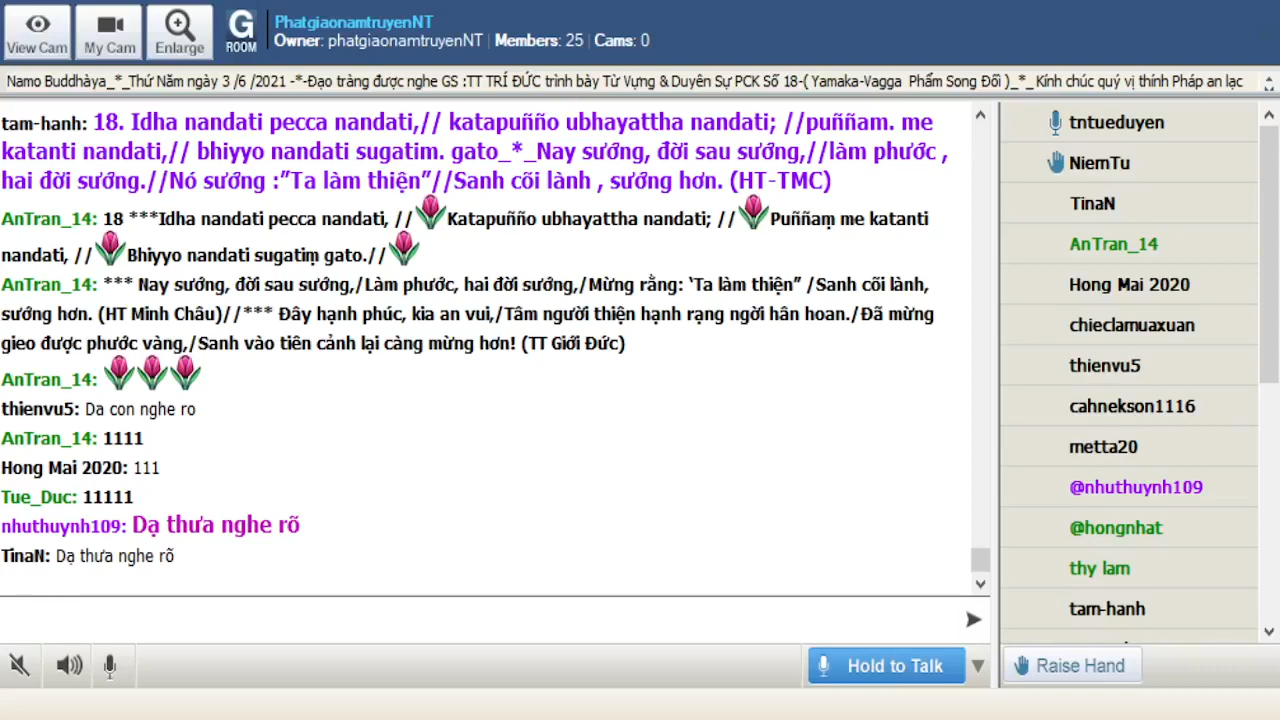 View Cam
My Cam
Enlarge
G
ROOM
PhatgiaonamtruyenNT
Owner: phatgiaonamtruyenNT | Members: 25 | Cams: 0
Namo Buddhàya_*_Thứ Năm ngày 3 /6 /2021 -*-Đạo tràng được nghe GS :TT TRÍ ĐỨC trình bày Từ Vựng & Duyên Sự PCK Số 18-( Yamaka-Vagga Phẩm Song Đối )_*_ Kính chúc quý vị thính Pháp an lạc
tam-hanh: 18. Idha nandati pecca nandati,// katapuñño ubhayattha nandati; //puññam. me
katanti nandati,// bhiyyo nandati sugatim. gato_*_Nay sướng, đời sau sướng,//làm phước ,
hai đời sướng.//Nó sướng :”Ta làm thiện”//Sanh cõi lành , sướng hơn. (HT-TMC)
AnTran_14: 18 ***Idha nandati pecca nandati, // Katapuñño ubhayattha nandati; // Puññaṃ me katanti
nandati, // Bhiyyo nandati sugatiṃ gato.//
AnTran_14: *** Nay sướng, đời sau sướng,/Làm phước, hai đời sướng,/Mừng rằng: ‘Ta làm thiện” /Sanh cõi lành,
sướng hơn. (HT Minh Châu)//*** Đây hạnh phúc, kia an vui,/Tâm người thiện hạnh rạng ngời hân hoan./Đã mừng
gieo được phước vàng,/Sanh vào tiên cảnh lại càng mừng hơn! (TT Giới Đức)
AnTran_14:
thienvu5: Da con nghe ro
AnTran_14: 1111
Hong Mai 2020: 111
Tue_Duc: 11111
nhuthuynh109: Dạ thưa nghe rõ
TinaN: Dạ thưa nghe rõ
Hold to Talk
tntueduyen
NiemTu
TinaN
AnTran_14
Hong Mai 2020
chieclamuaxuan
thienvu5
cahnekson1116
metta20
@nhuthuynh109
@hongnhat
thy lam
tam-hanh
Raise Hand